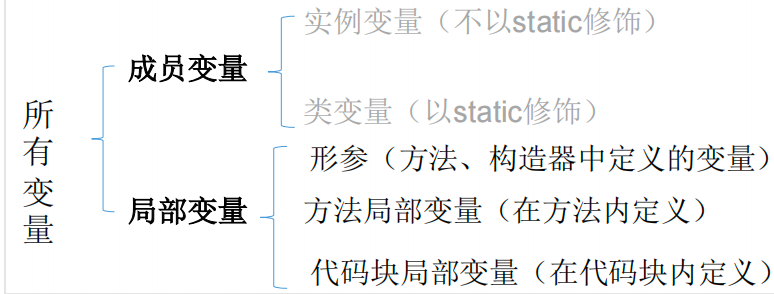 所有变量
成员变量
实例变量（不以static修饰）
类变量（以static修饰）
局部变量
形参（方法、构造器中定义的变量）
方法局部变量（在方法内定义）
代码块局部变量（在代码块内定义）